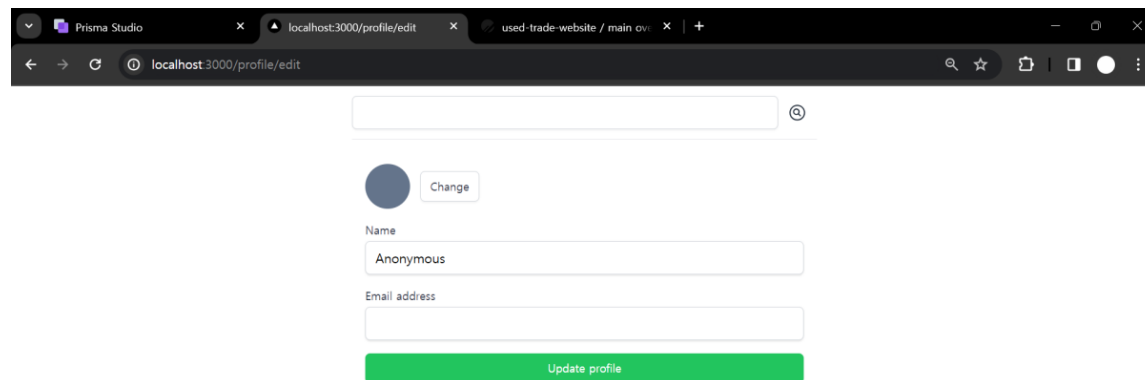 Prisma Studio
localhost:3000/profile/edit
used-trade-website / main ove
localhost:3000/profile/edit
Change
Name
Anonymous
Email address
Update profile